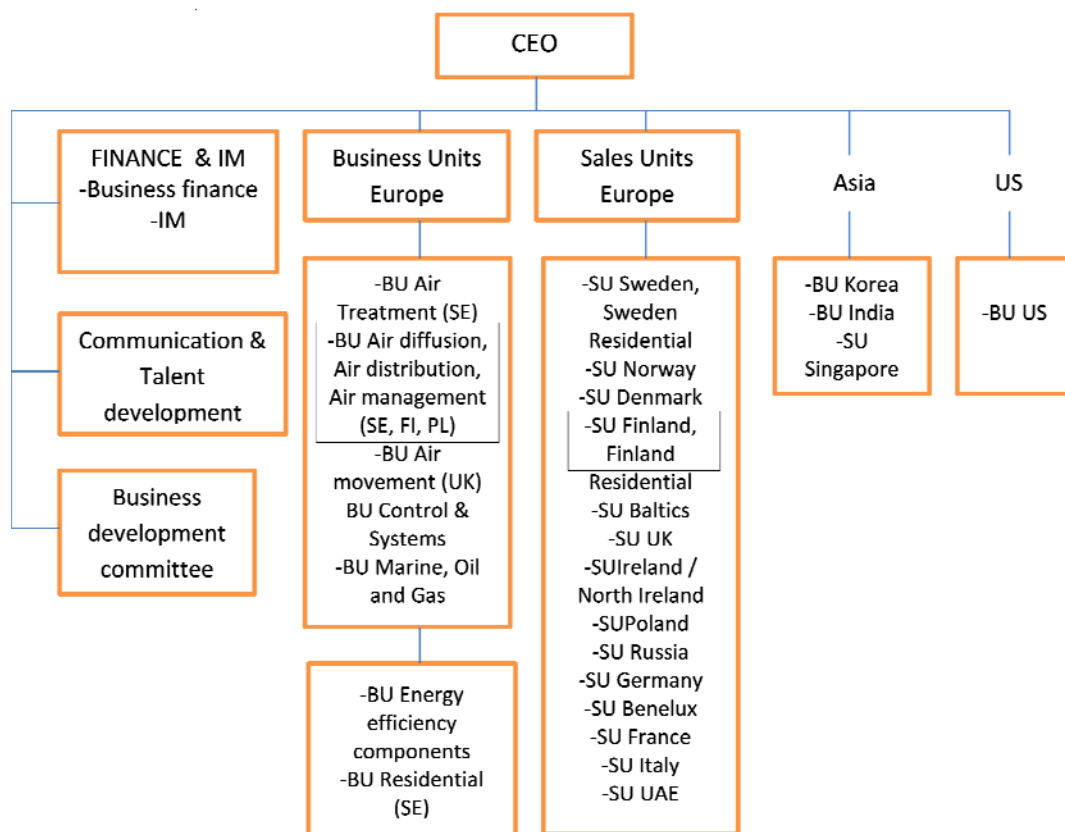 CEO
FINANCE & IM
-Business finance
-IM
Communication &
Talent
development
Business
development
committee
Business Units
Europe
-BU Air
Treatment (SE)
-BU Air diffusion,
Air distribution,
Air management
(SE, FI, PL)
-BU Air
movement (UK)
BU Control &
Systems
-BU Marine, Oil
and Gas
-BU Energy
efficiency
components
-BU Residential
(SE)
Sales Units
Europe
-SU Sweden,
Sweden
Residential
-SU Norway
-SU Denmark
-SU Finland,
Finland
Residential
-SU Baltics
-SU UK
-SUIreland /
North Ireland
-SUPoland
-SU Russia
-SU Germany
-SU Benelux
-SU France
-SU Italy
-SU UAE
Asia
-BU Korea
-BU India
-SU
Singapore
US
-BU US